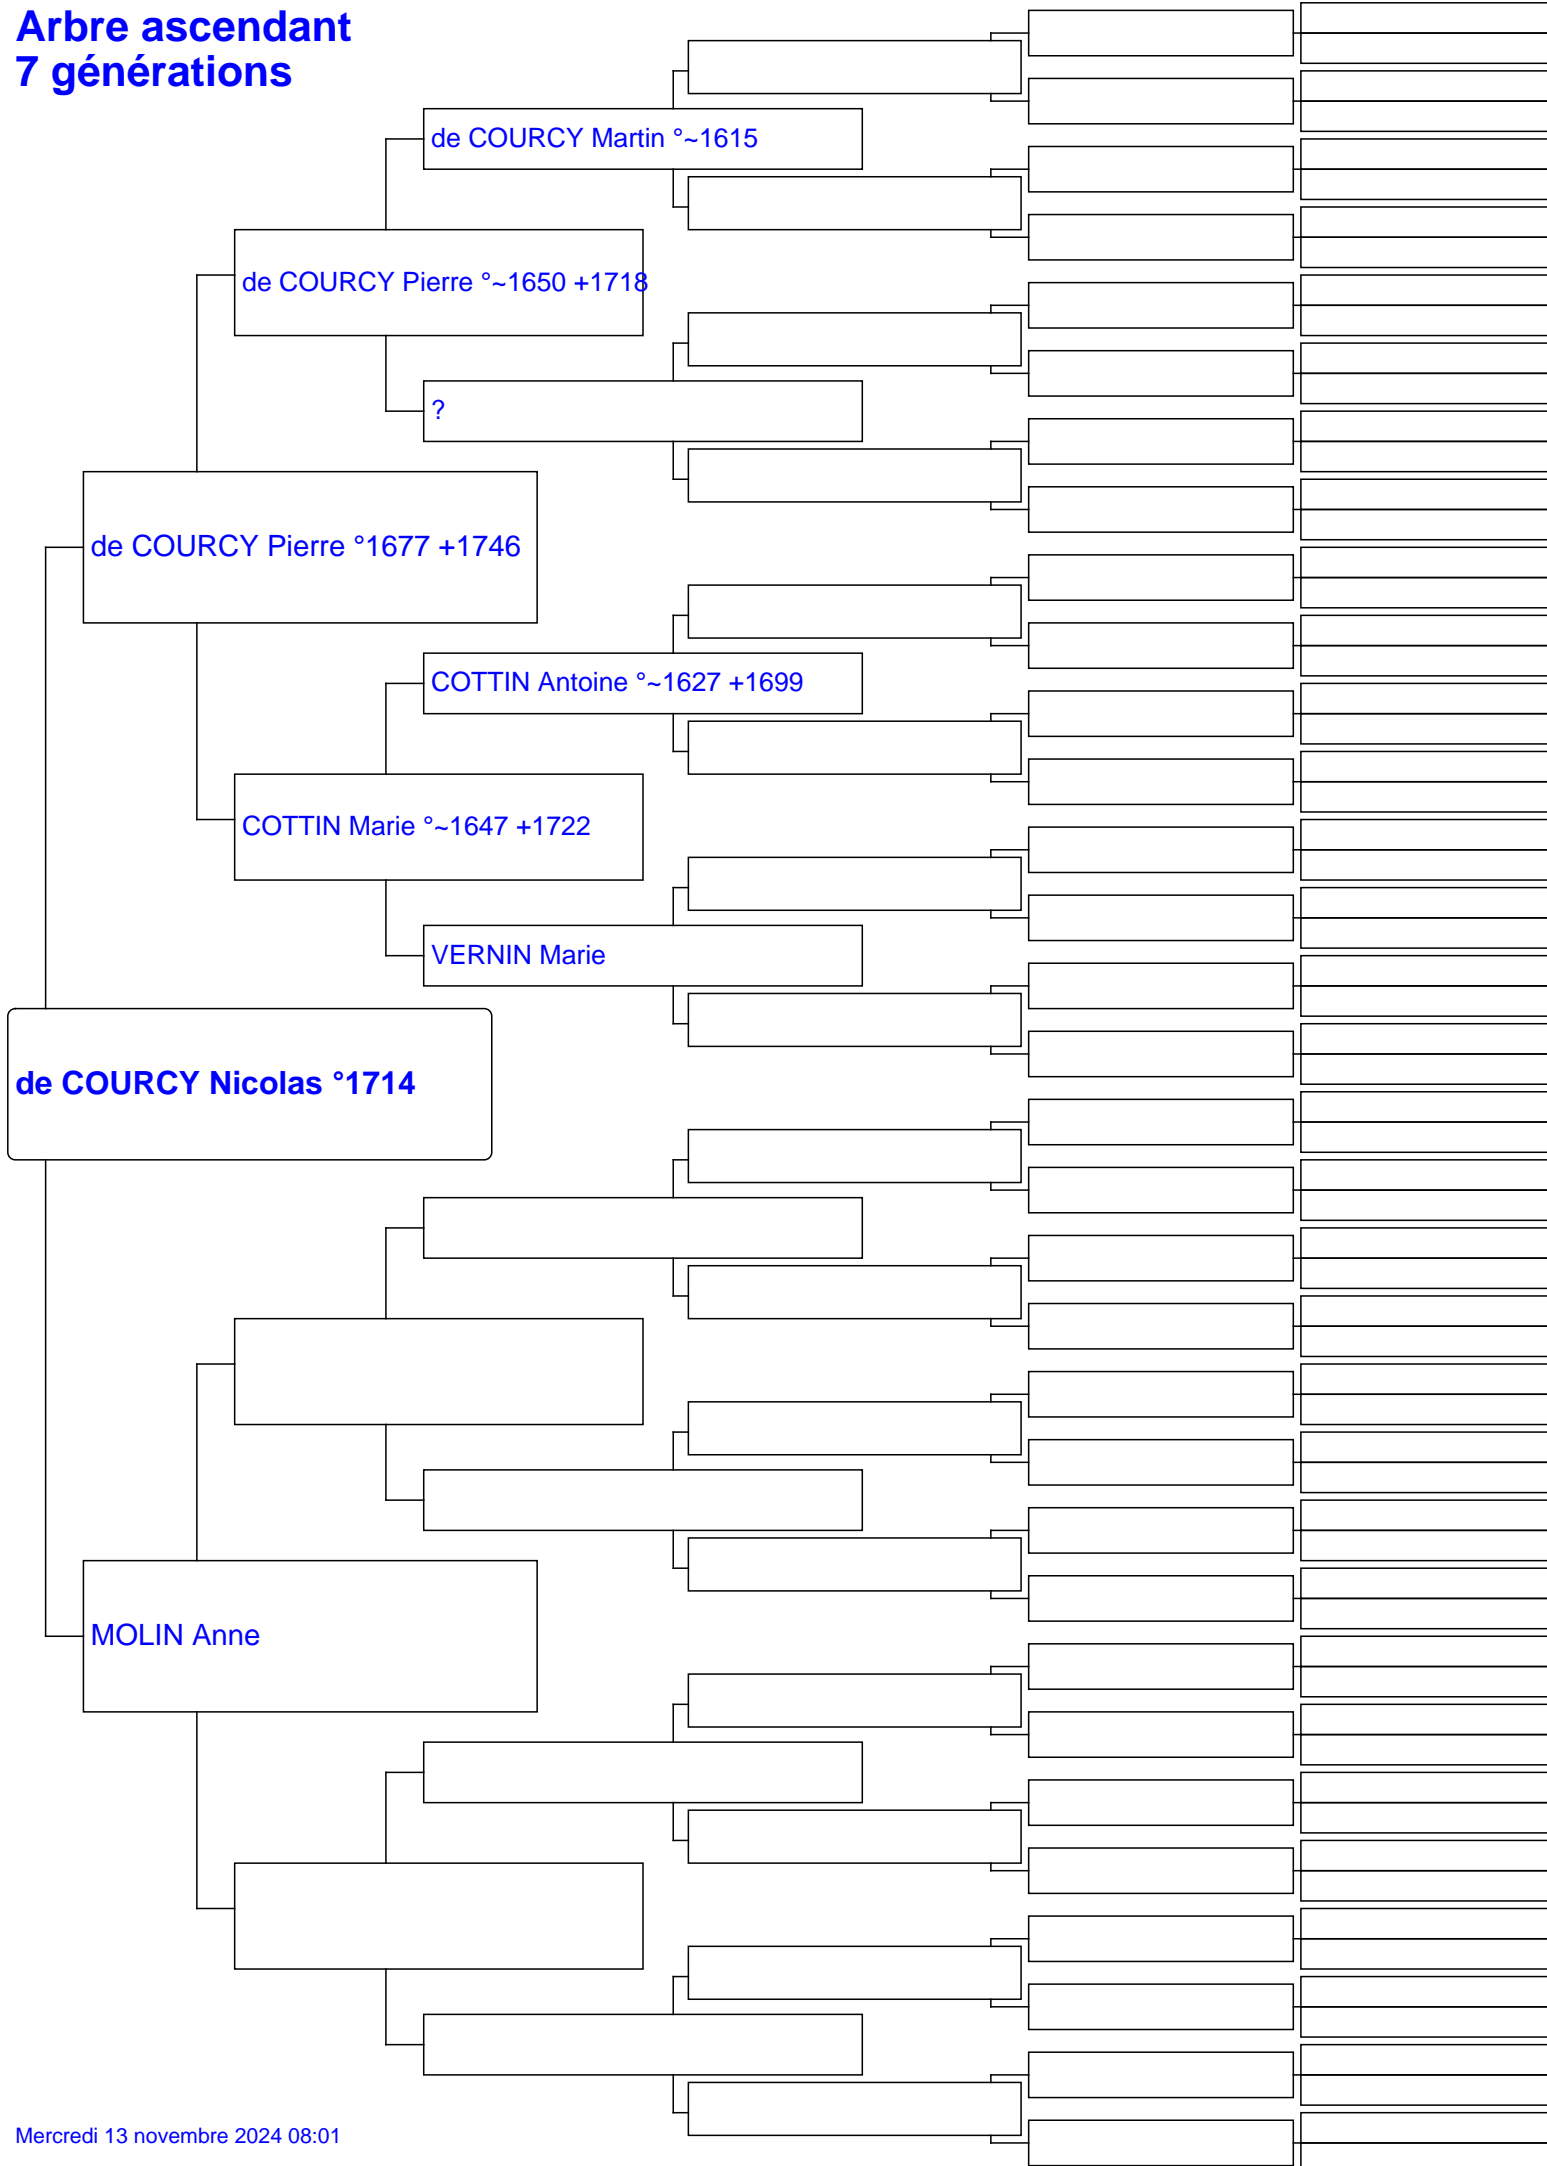 Arbre ascendant
7 générations
de COURCY Martin °~1615
de COURCY Pierre °~1650 +1718
?
de COURCY Pierre °1677 +1746
COTTIN Antoine °~1627 +1699
COTTIN Marie °~1647 +1722
VERNIN Marie
de COURCY Nicolas °1714
MOLIN Anne
Mercredi 13 novembre 2024 08:01